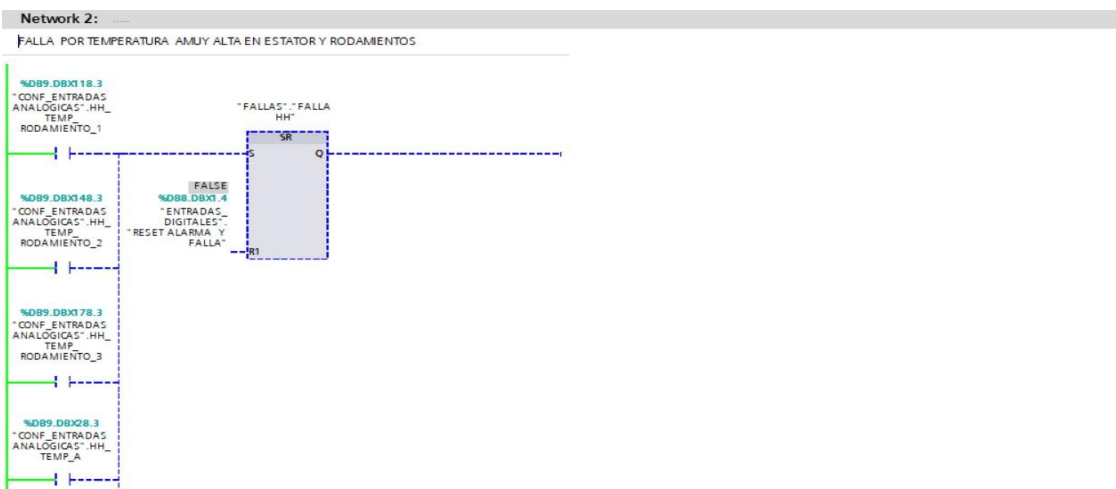 Network 2: .....
FALLA POR TEMPERATURA AMUY ALTA EN ESTATOR Y RODAMIENTOS
%DB9.DBX118.3
"CONF_ENTRADAS
ANALOGICAS".HH_
TEMP_
RODAMIENTO_1
"FALLAS"."FALLA
HH"
SR
S
Q
FALSE
%DB8.DBX1.4
"ENTRADAS_
DIGITALES".
"RESET ALARMA Y
FALLA"
R1
%DB9.DBX148.3
"CONF_ENTRADAS
ANALOGICAS".HH_
TEMP_
RODAMIENTO_2
%DB9.DBX178.3
"CONF_ENTRADAS
ANALOGICAS".HH_
TEMP_
RODAMIENTO_3
%DB9.DBX28.3
"CONF_ENTRADAS
ANALOGICAS".HH_
TEMP_A